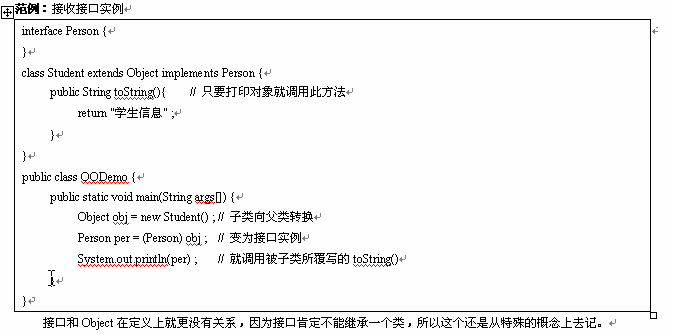 范例：接收接口实例
interface Person {
}
class Student extends Object implements Person {
public String toString(){ // 只要打印对象就调用此方法
return "学生信息" ;
}
}
public class OODemo {
public static void main(String args[]) {
Object obj = new Student() ; // 子类向父类转换
Person per = (Person) obj ; // 变为接口实例
System.out.println(per) ; // 就调用被子类所覆写的 toString()
}
}
接口和 Object 在定义上就更没有关系，因为接口肯定不能继承一个类，所以这个还是从特殊的概念上去记。